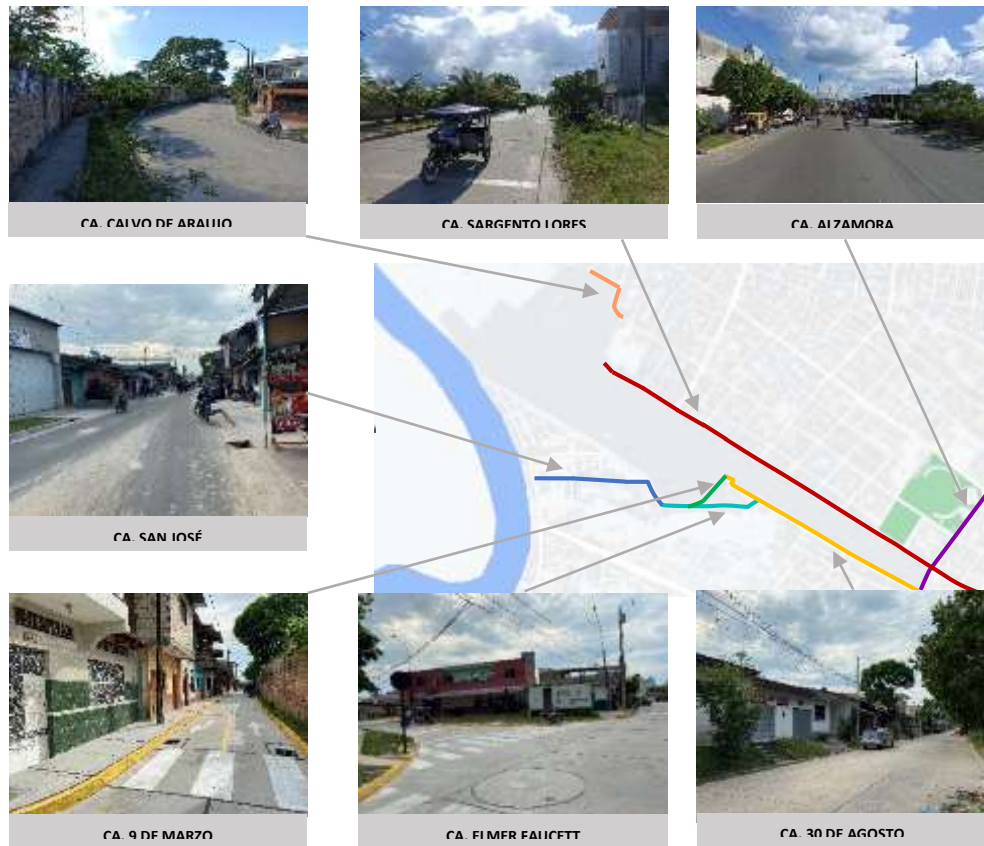 CA. CALVO DE ARAUJO
CA. SARGENTO LORES
CA. ALZAMORA
CA. SAN JOSÉ
CA. 9 DE MARZO
CA. ELMER FAUCETT
CA. 30 DE AGOSTO